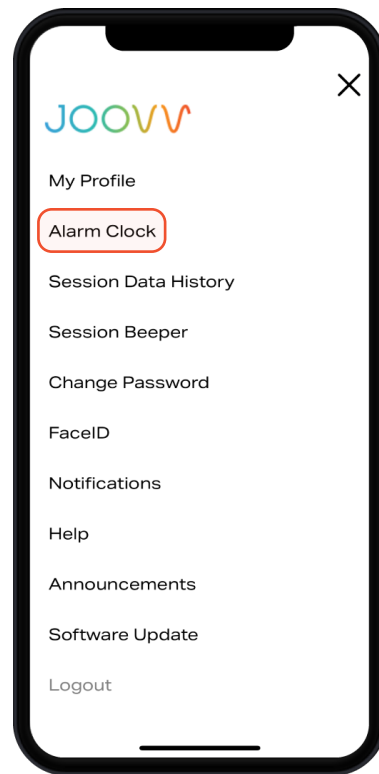 JOOVV
My Profile
Alarm Clock
Session Data History
Session Beeper
Change Password
FaceID
Notifications
Help
Announcements
Software Update
Logout